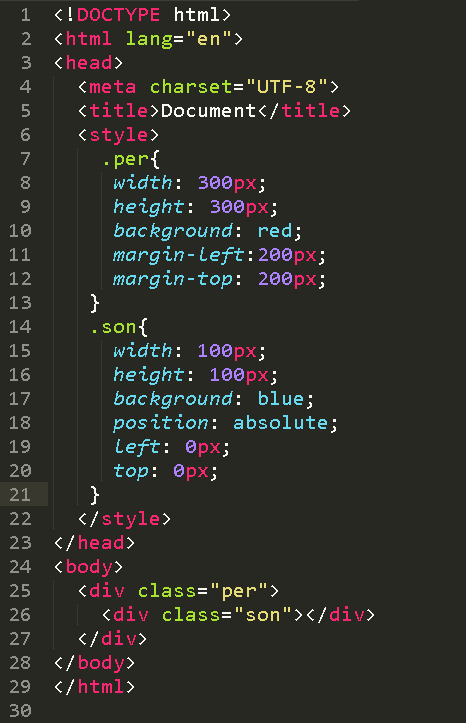 1 <!DOCTYPE html>
2 <html lang="en">
3 <head>
4   <meta charset="UTF-8">
5   <title>Document</title>
6   <style>
7     .per{
8      width: 300px;
9      height: 300px;
10      background: red;
11      margin-left:200px;
12      margin-top: 200px;
13    }
14    .son{
15      width: 100px;
16      height: 100px;
17      background: blue;
18      position: absolute;
19      left: 0px;
20      top: 0px;
21    }
22   </style>
23 </head>
24 <body>
25   <div class="per">
26     <div class="son"></div>
27   </div>
28 </body>
29 </html>
30